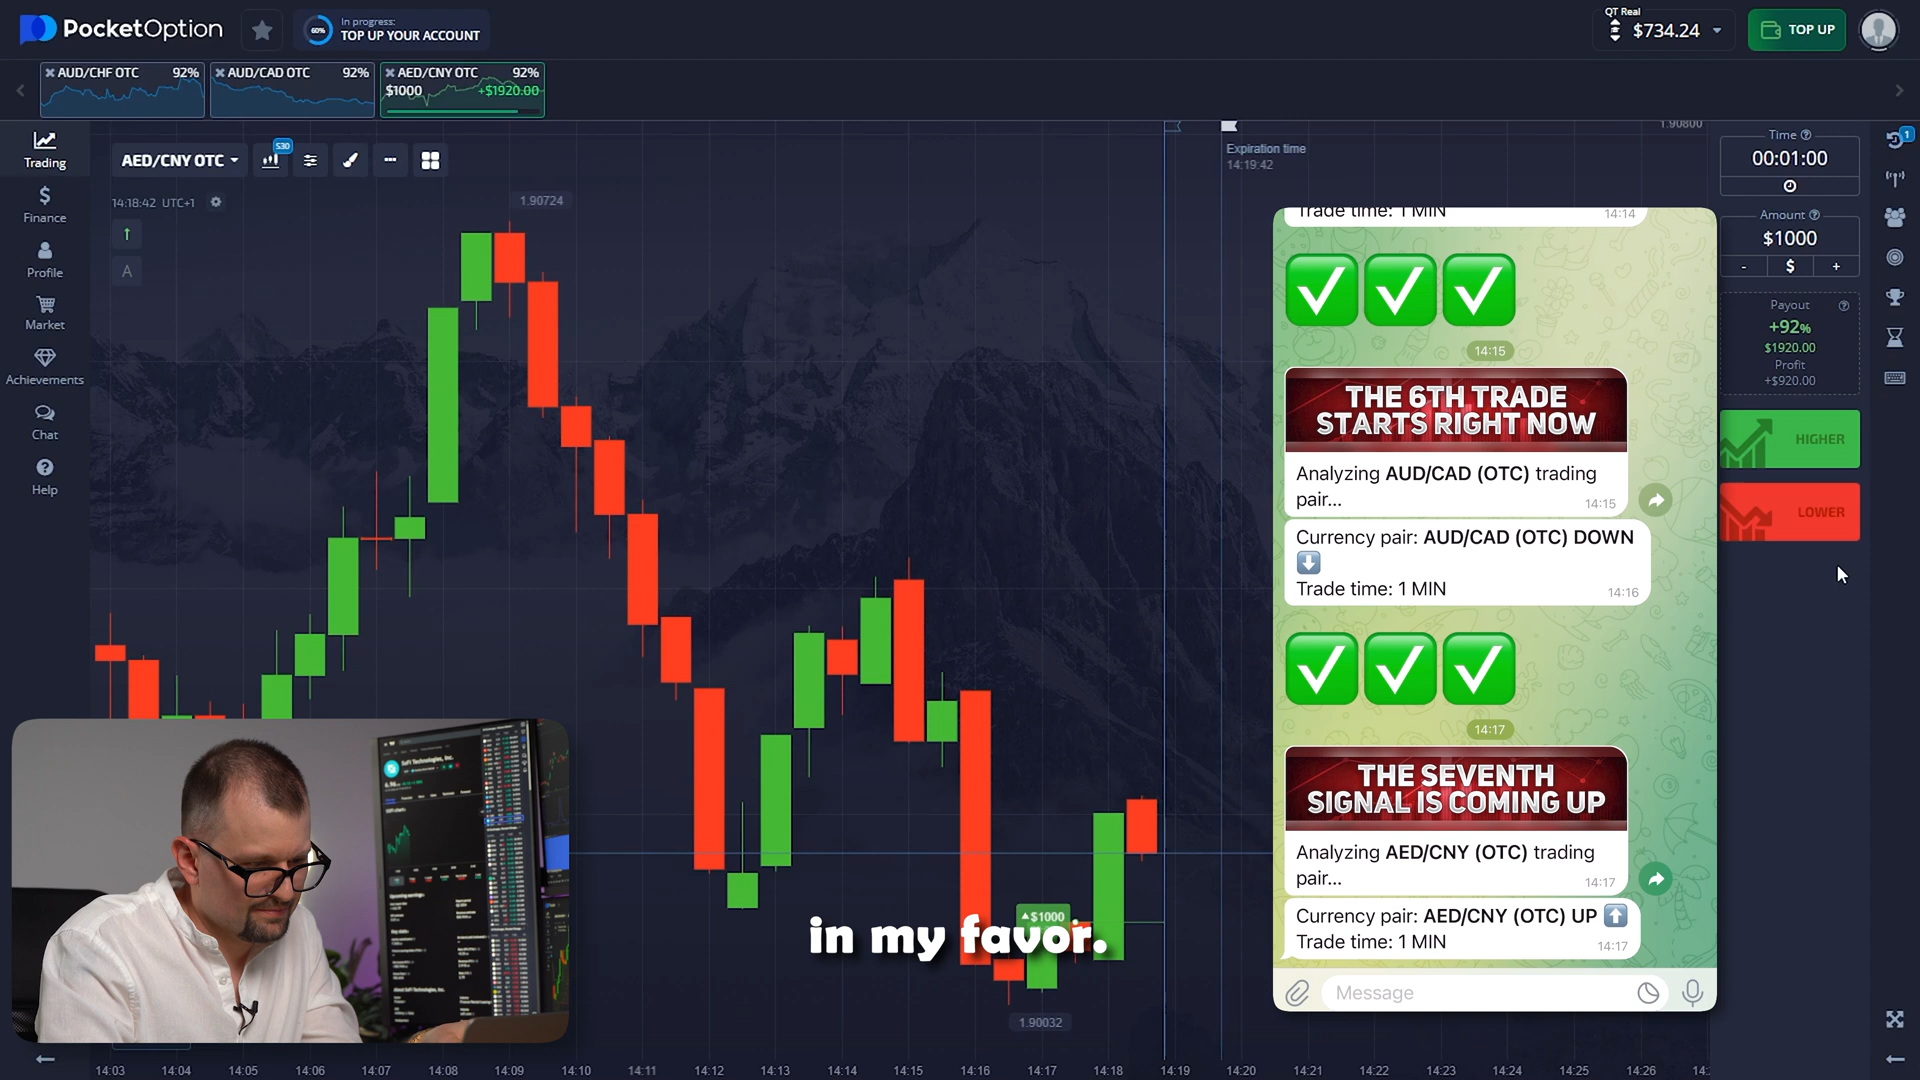 PocketOption
60%
In progress:
TOP UP YOUR ACCOUNT
QT Real
$734.24
TOP UP
AUD/CHF OTC 92%
AUD/CAD OTC 92%
AED/CNY OTC 92%
$1000 +$1920.00
Trading
Finance
Profile
Market
Achievements
Chat
Help
AED/CNY OTC
S30
14:18:42 UTC+1
A
1.90724
Expiration time
14:19:42
1.90800
Time
00:01:00
Amount
$1000
- $ +
Payout
+92%
$1920.00
Profit
+$920.00
HIGHER
LOWER
1
Trade time: 1 MIN 14:14
14:15
THE 6TH TRADE
STARTS RIGHT NOW
Analyzing AUD/CAD (OTC) trading
pair... 14:15
Currency pair: AUD/CAD (OTC) DOWN
Trade time: 1 MIN 14:16
14:17
THE SEVENTH
SIGNAL IS COMING UP
Analyzing AED/CNY (OTC) trading
pair... 14:17
Currency pair: AED/CNY (OTC) UP
Trade time: 1 MIN 14:17
Message
SoFi Technologies, Inc.
$1000
in my favor.
1.90032
14:03 14:04 14:05 14:06 14:07 14:08 14:09 14:10 14:11 14:12 14:13 14:14 14:15 14:16 14:17 14:18 14:19 14:20 14:21 14:22 14:23 14:24 14:25 14:26